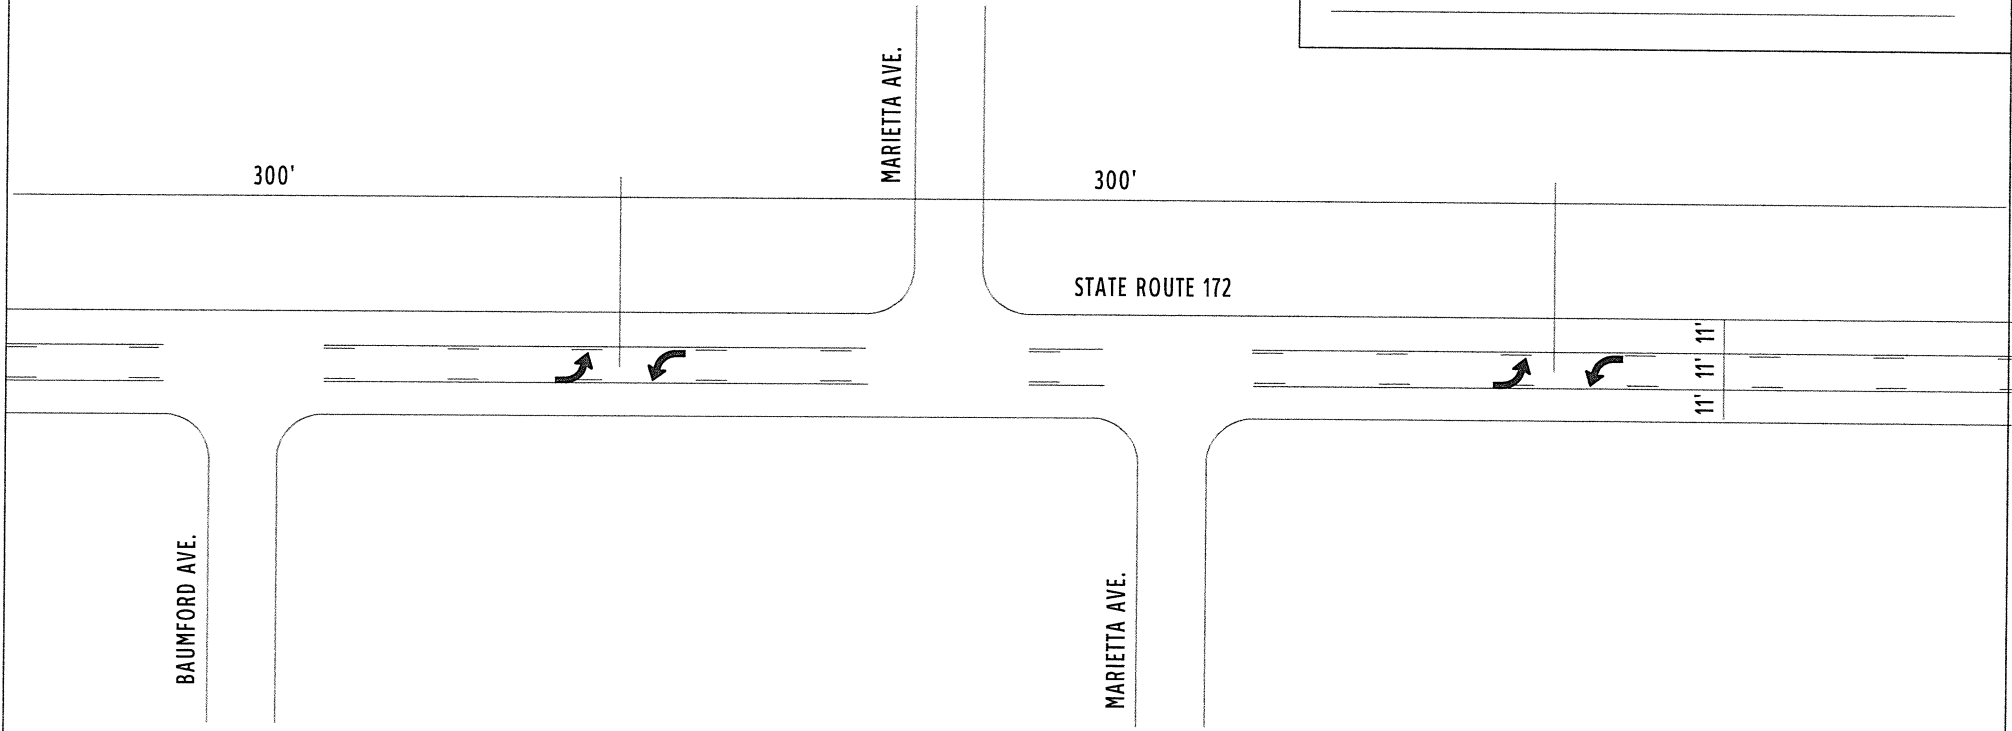 MARIETTA AVE.
300'
300'
STATE ROUTE 172
11'
11'
11'
BAUMFORD AVE.
MARIETTA AVE.